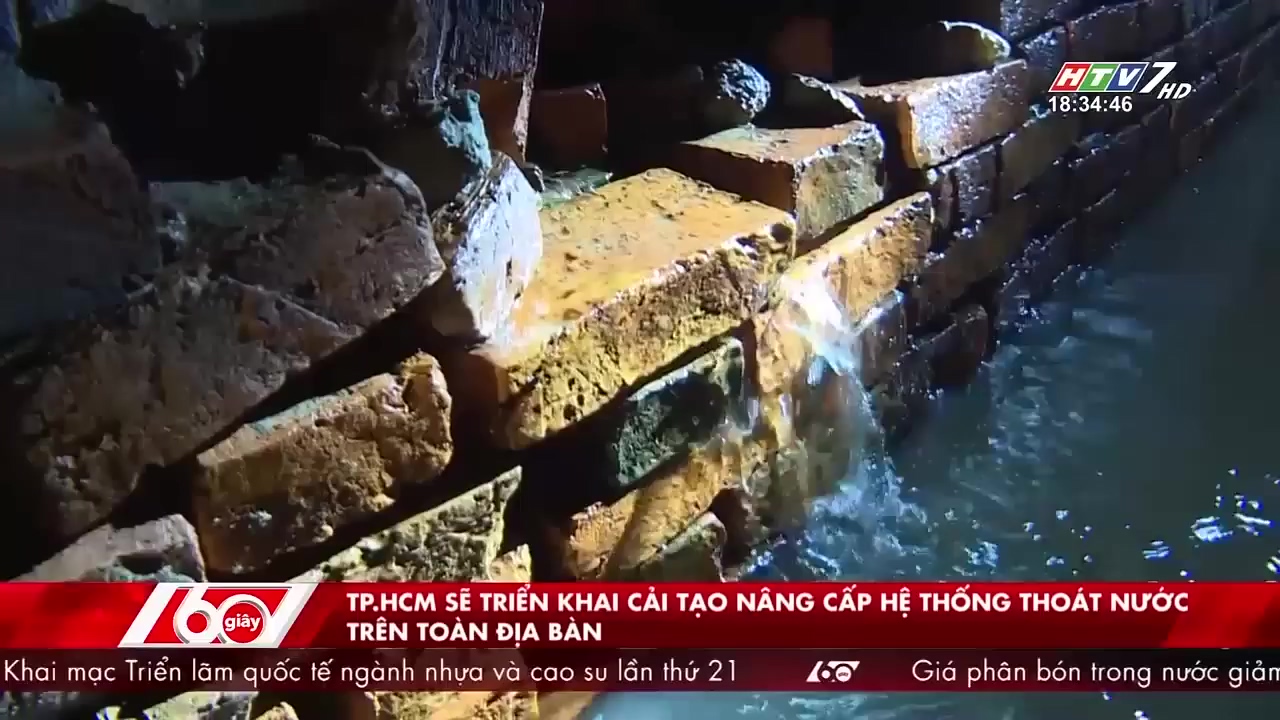 HTV7 HD
18:34:46
60 giây
TP.HCM SẼ TRIỂN KHAI CẢI TẠO NÂNG CẤP HỆ THỐNG THOÁT NƯỚC
TRÊN TOÀN ĐỊA BÀN
Khai mạc Triển lãm quốc tế ngành nhựa và cao su lần thứ 21 60 giây Giá phân bón trong nước giảm